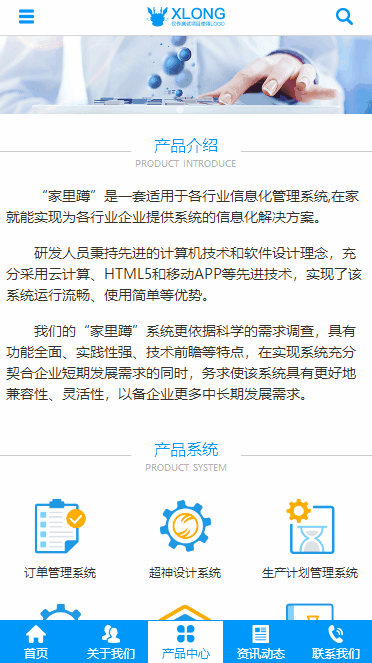 XLONG
仅作测试项目使用LOGO
产品介绍
PRODUCT INTRODUCE
“家里蹲”是一套适用于各行业信息化管理系统,在家
就能实现为各行业企业提供系统的信息化解决方案。
研发人员秉持先进的计算机技术和软件设计理念，充
分采用云计算、HTML5和移动APP等先进技术，实现了该
系统运行流畅、使用简单等优势。
我们的“家里蹲”系统更依据科学的需求调查，具有
功能全面、实践性强、技术前瞻等特点，在实现系统充分
契合企业短期发展需求的同时，务求使该系统具有更好地
兼容性、灵活性，以备企业更多中长期发展需求。
产品系统
PRODUCT SYSTEM
订单管理系统 超神设计系统 生产计划管理系统
首页 关于我们 产品中心 资讯动态 联系我们